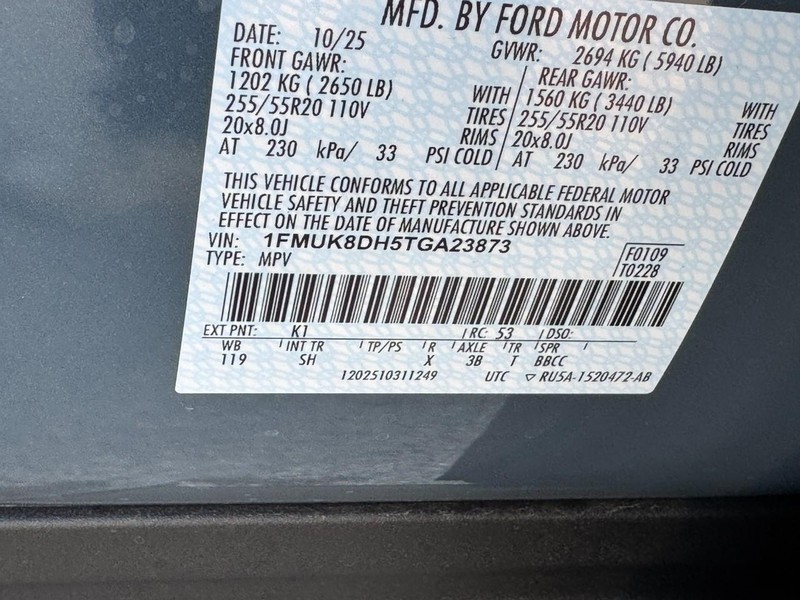 MFD. BY FORD MOTOR CO.
DATE: 10/25 GVWR: 2694 KG ( 5940 LB)
FRONT GAWR: REAR GAWR:
1202 KG ( 2650 LB) WITH 1560 KG ( 3440 LB) WITH
255/55R20 110V TIRES 255/55R20 110V TIRES
20x8.0J RIMS 20x8.0J RIMS
AT 230 kPa/ 33 PSI COLD AT 230 kPa/ 33 PSI COLD
THIS VEHICLE CONFORMS TO ALL APPLICABLE FEDERAL MOTOR
VEHICLE SAFETY AND THEFT PREVENTION STANDARDS IN
EFFECT ON THE DATE OF MANUFACTURE SHOWN ABOVE.
VIN: 1FMUK8DH5TGA23873 F0109
TYPE: MPV T0228
EXT PNT: K1 RC: 53 DSO:
WB INT TR TP/PS R AXLE TR SPR
119 SH X 3B T BBCC
1202510311249 UTC ▽ RU5A-1520472-AB